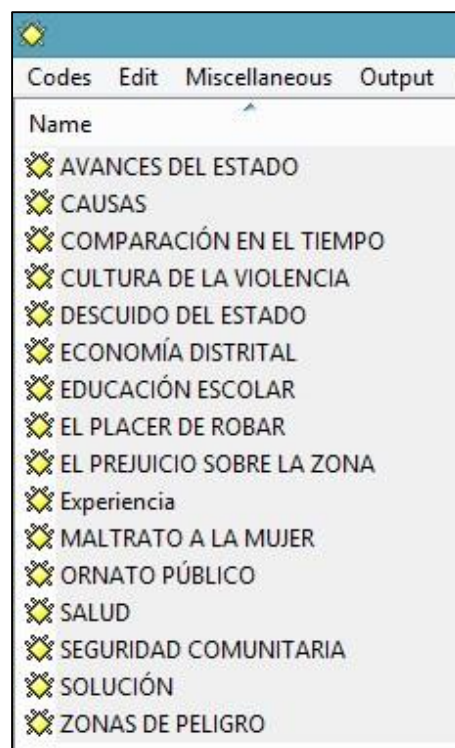 Codes Edit Miscellaneous Output
Name
AVANCES DEL ESTADO
CAUSAS
COMPARACIÓN EN EL TIEMPO
CULTURA DE LA VIOLENCIA
DESCUIDO DEL ESTADO
ECONOMÍA DISTRITAL
EDUCACIÓN ESCOLAR
EL PLACER DE ROBAR
EL PREJUICIO SOBRE LA ZONA
Experiencia
MALTRATO A LA MUJER
ORNATO PÚBLICO
SALUD
SEGURIDAD COMUNITARIA
SOLUCIÓN
ZONAS DE PELIGRO